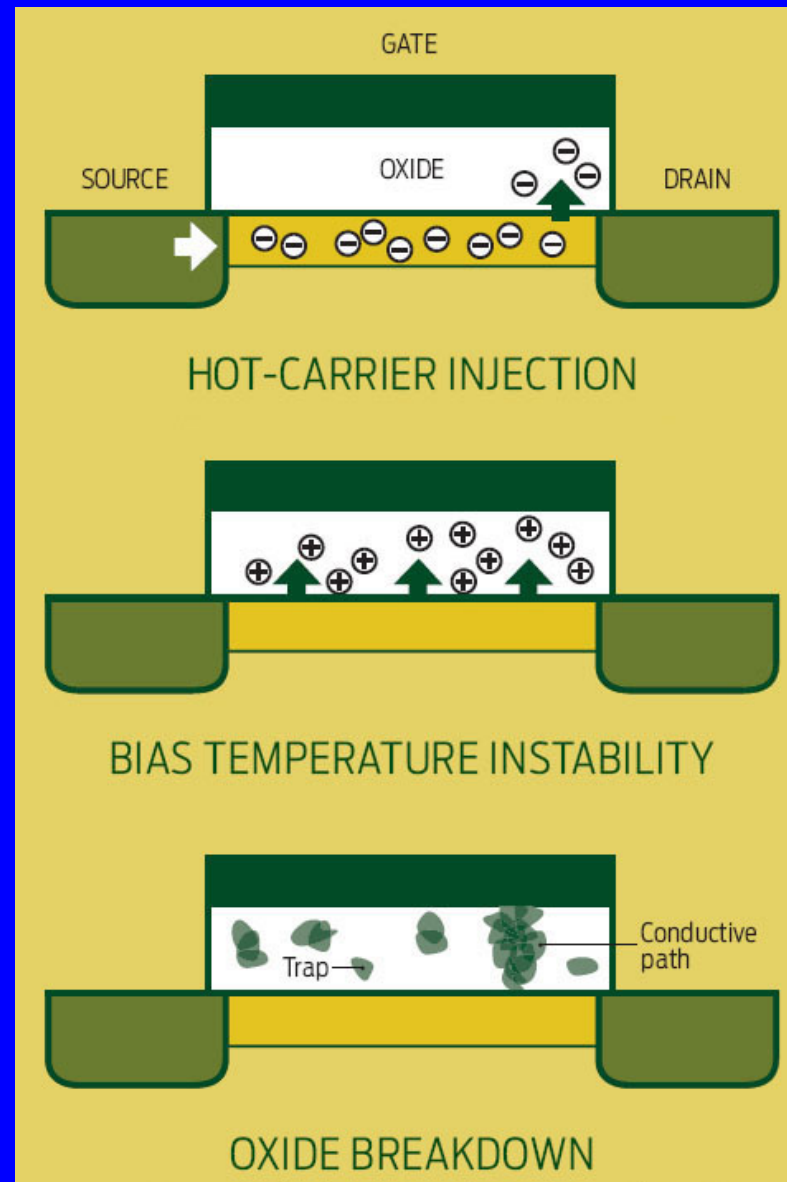 GATE
OXIDE
SOURCE
DRAIN
HOT-CARRIER INJECTION
BIAS TEMPERATURE INSTABILITY
Trap
Conductive
path
OXIDE BREAKDOWN